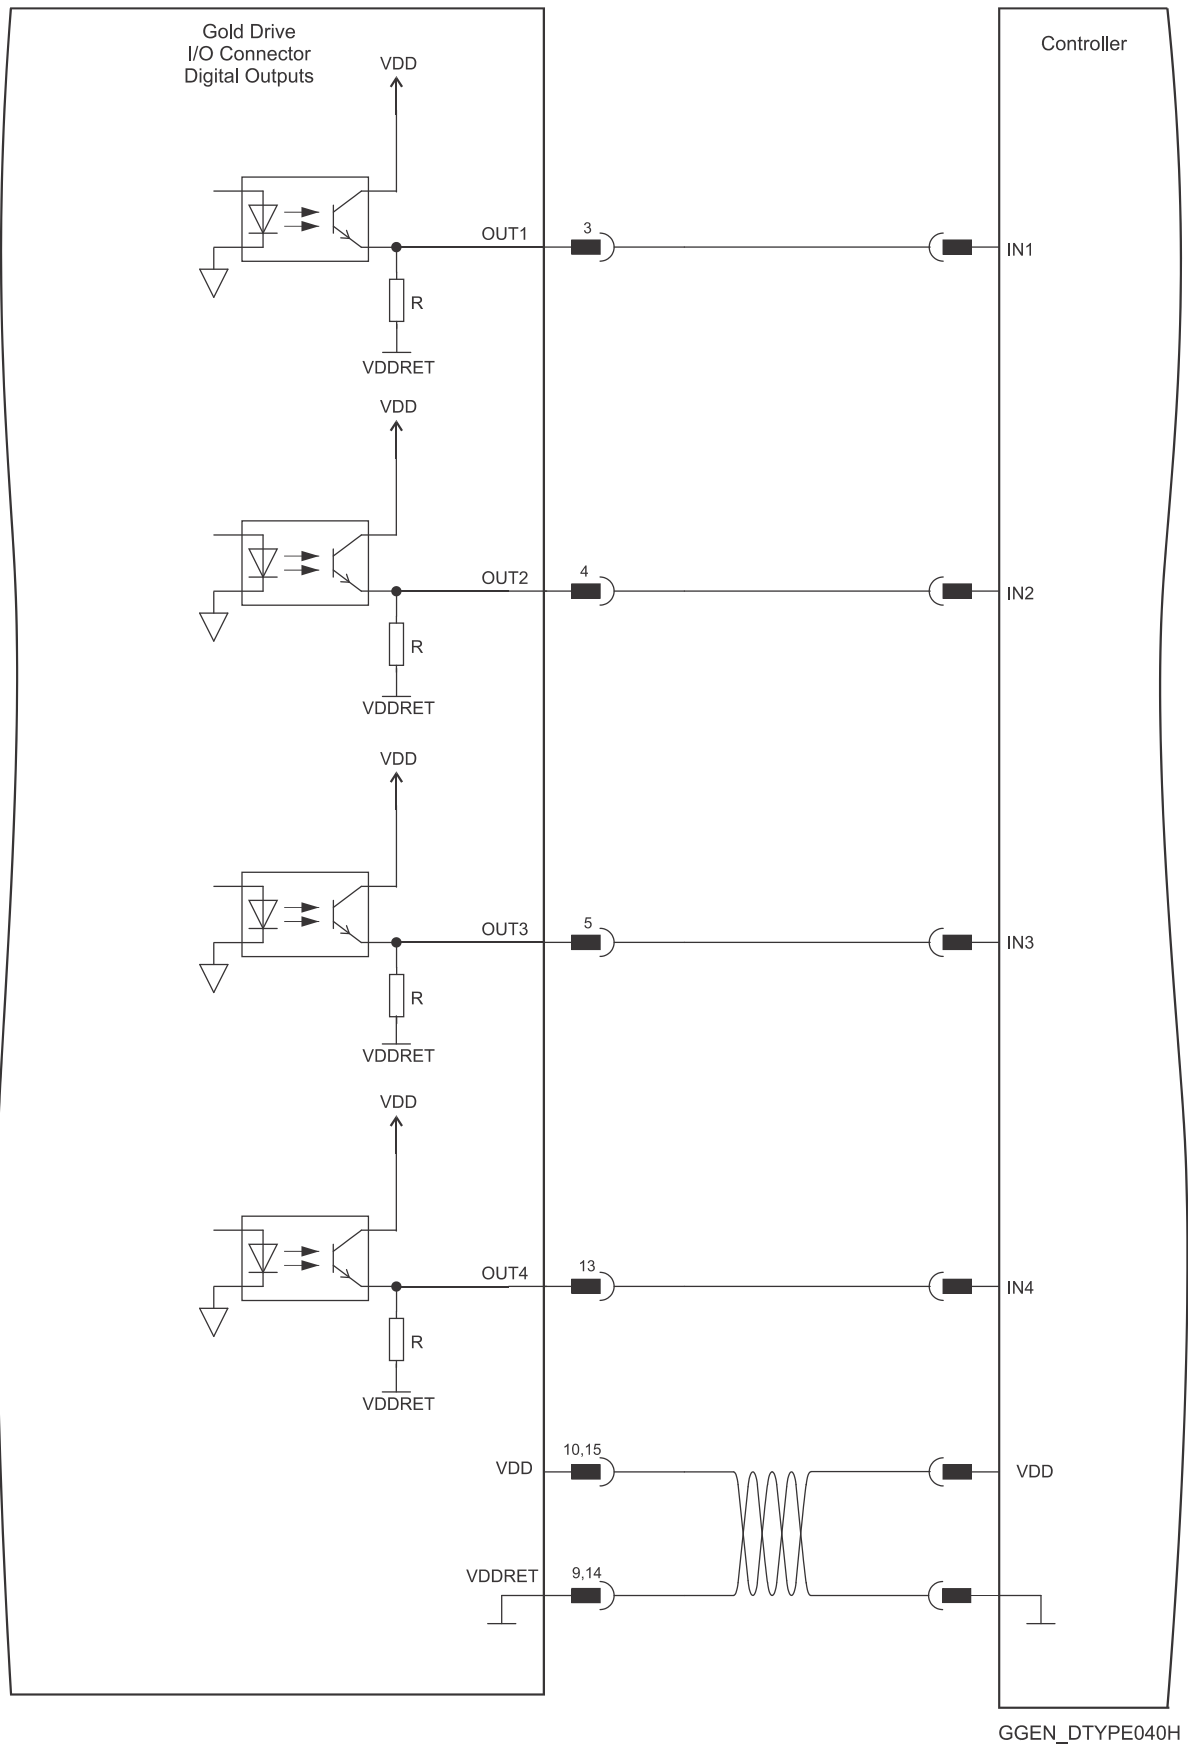 Gold Drive
I/O Connector
Digital Outputs
Controller
VDD
OUT1
3
IN1
R
VDDRET
VDD
OUT2
4
IN2
R
VDDRET
VDD
OUT3
5
IN3
R
VDDRET
VDD
OUT4
13
IN4
R
VDDRET
VDD
10,15
VDD
VDDRET
9,14
GGEN_DTYPE040H